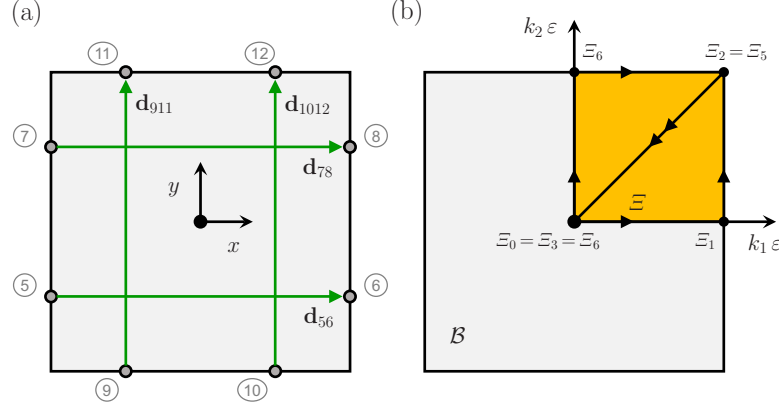 (a)
11
12
d₉₁₁
d₁₀₁₂
7
8
d₇₈
y
x
5
6
d₅₆
9
10
(b)
k₂ ε
Ξ₆
Ξ₂ = Ξ₅
Ξ
Ξ₀ = Ξ₃ = Ξ₆
Ξ₁
k₁ ε
ℬ